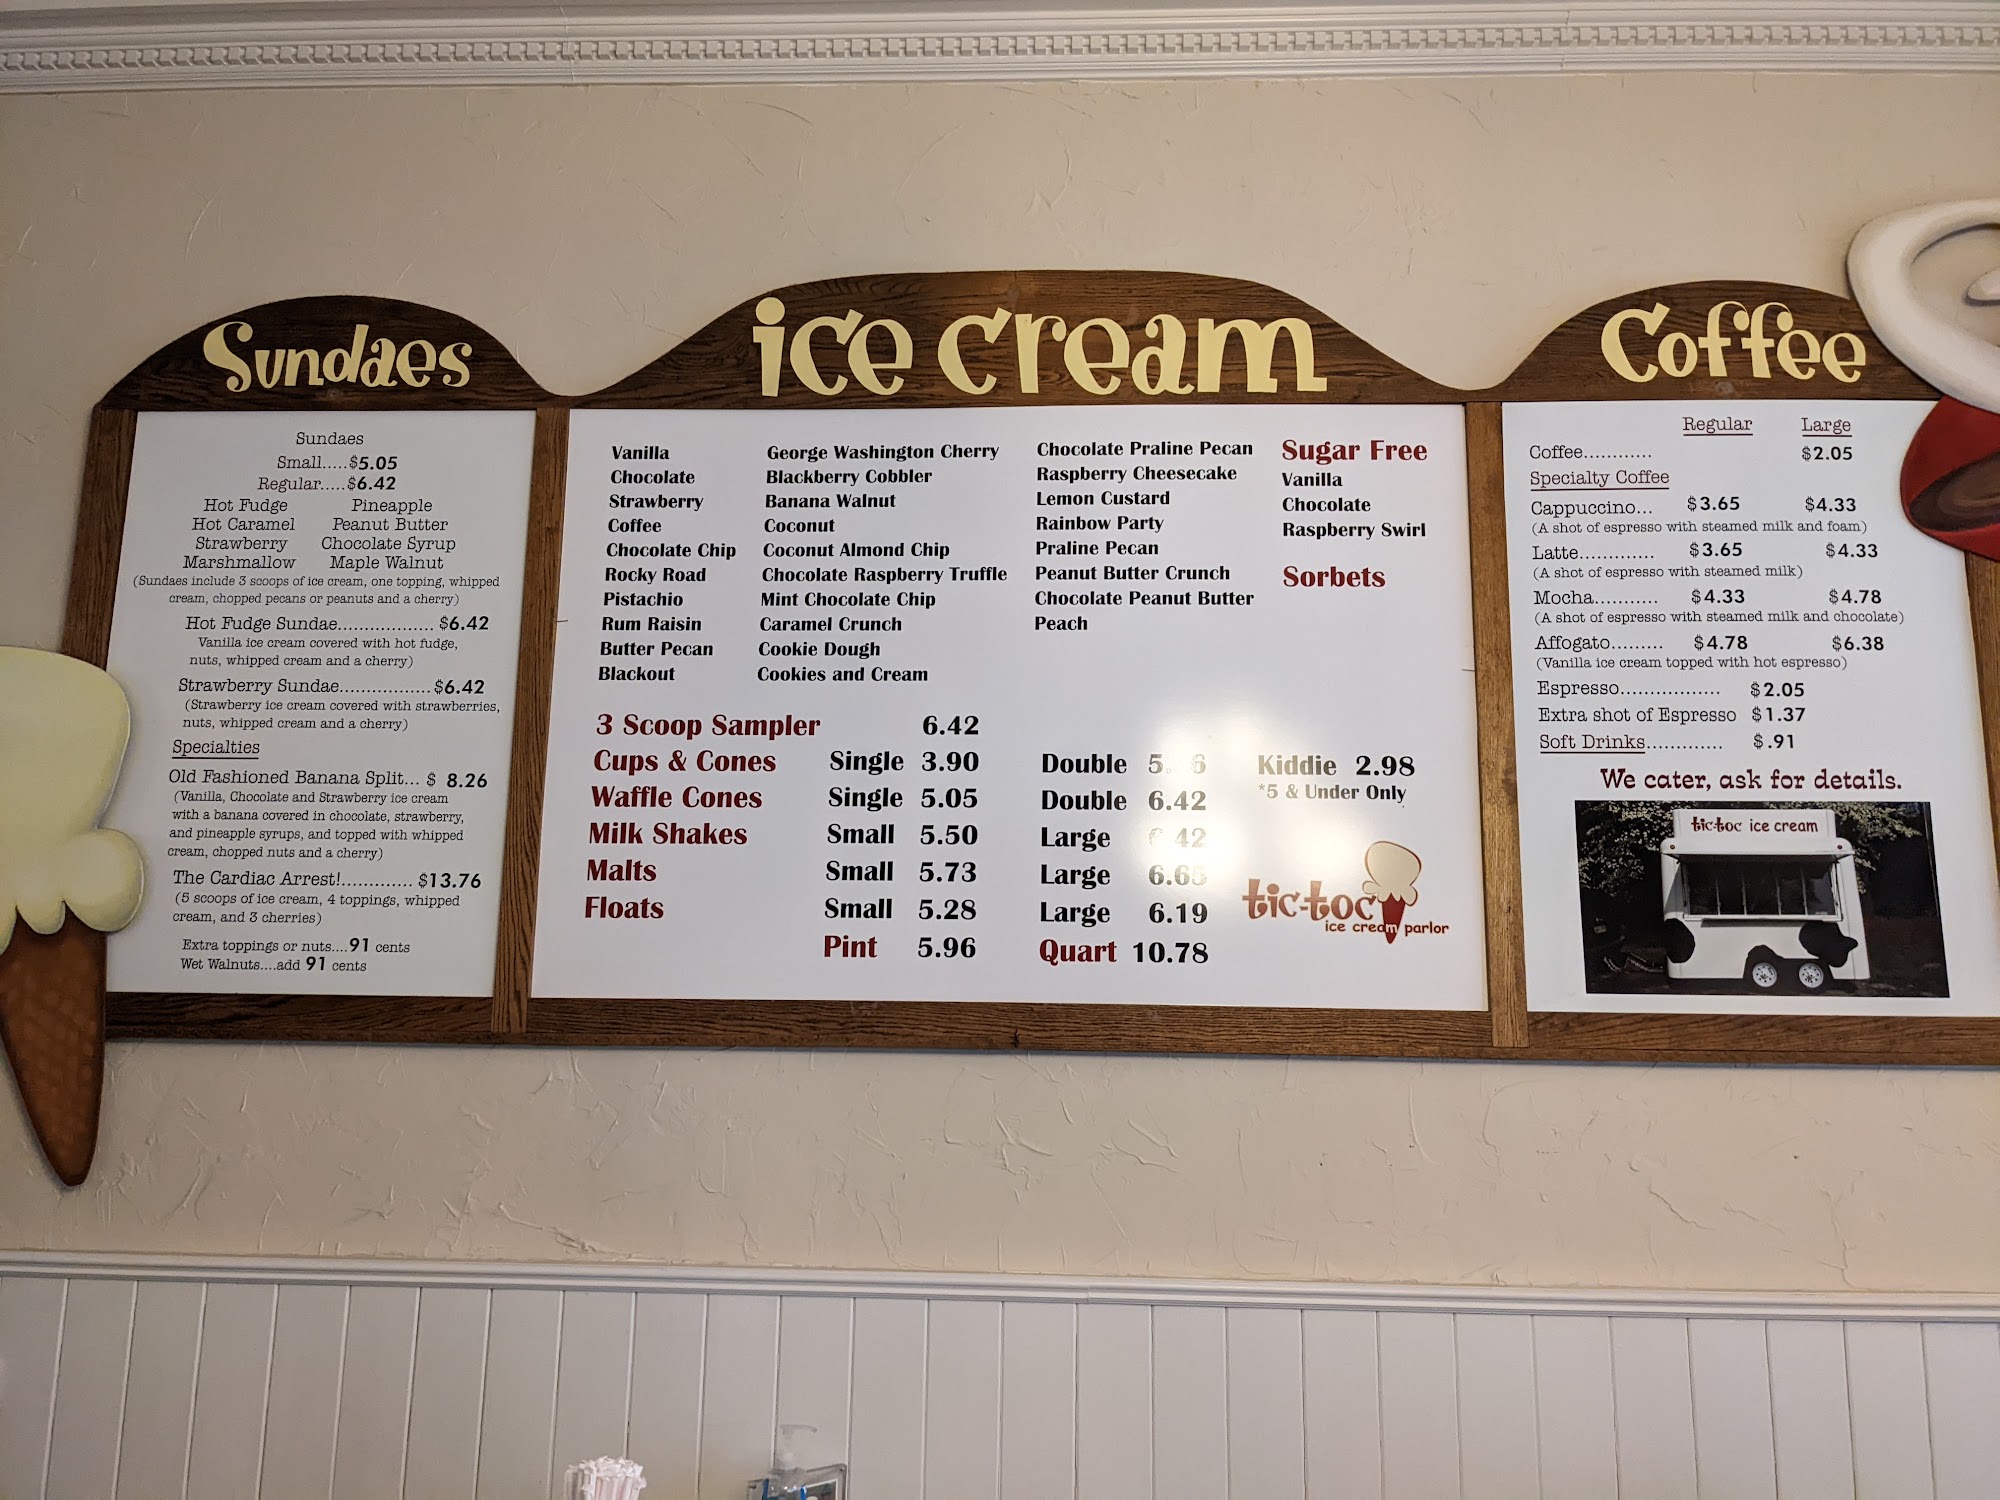 Sundaes
Sundaes
Small.....$5.05
Regular.....$6.42
Hot Fudge Pineapple
Hot Caramel Peanut Butter
Strawberry Chocolate Syrup
Marshmallow Maple Walnut
(Sundaes include 3 scoops of ice cream, one topping, whipped
cream, chopped pecans or peanuts and a cherry)
Hot Fudge Sundae................. $6.42
Vanilla ice cream covered with hot fudge,
nuts, whipped cream and a cherry)
Strawberry Sundae................$6.42
(Strawberry ice cream covered with strawberries,
nuts, whipped cream and a cherry)
Specialties
Old Fashioned Banana Split... $ 8.26
(Vanilla, Chocolate and Strawberry ice cream
with a banana covered in chocolate, strawberry,
and pineapple syrups, and topped with whipped
cream, chopped nuts and a cherry)
The Cardiac Arrest!............. $13.76
(5 scoops of ice cream, 4 toppings, whipped
cream, and 3 cherries)
Extra toppings or nuts....91 cents
Wet Walnuts....add 91 cents
ice cream
Vanilla
Chocolate
Strawberry
Coffee
Chocolate Chip
Rocky Road
Pistachio
Rum Raisin
Butter Pecan
Blackout
George Washington Cherry
Blackberry Cobbler
Banana Walnut
Coconut
Coconut Almond Chip
Chocolate Raspberry Truffle
Mint Chocolate Chip
Caramel Crunch
Cookie Dough
Cookies and Cream
Chocolate Praline Pecan
Raspberry Cheesecake
Lemon Custard
Rainbow Party
Praline Pecan
Peanut Butter Crunch
Chocolate Peanut Butter
Peach
Sugar Free
Vanilla
Chocolate
Raspberry Swirl
Sorbets
3 Scoop Sampler 6.42
Cups & Cones Single 3.90 Double Kiddie 2.98
*5 & Under Only
Waffle Cones Single 5.05 Double 6.42
Milk Shakes Small 5.50 Large 6.42
Malts Small 5.73 Large 6.65
Floats Small 5.28 Large 6.19
Pint 5.96 Quart 10.78
tic-toc
ice cream parlor
Coffee
Regular Large
Coffee............ $2.05
Specialty Coffee
Cappuccino... $3.65 $4.33
(A shot of espresso with steamed milk and foam)
Latte............. $3.65 $4.33
(A shot of espresso with steamed milk)
Mocha........... $4.33 $4.78
(A shot of espresso with steamed milk and chocolate)
Affogato......... $4.78 $6.38
(Vanilla ice cream topped with hot espresso)
Espresso................. $2.05
Extra shot of Espresso $1.37
Soft Drinks............. $.91
We cater, ask for details.
tic-toc ice cream